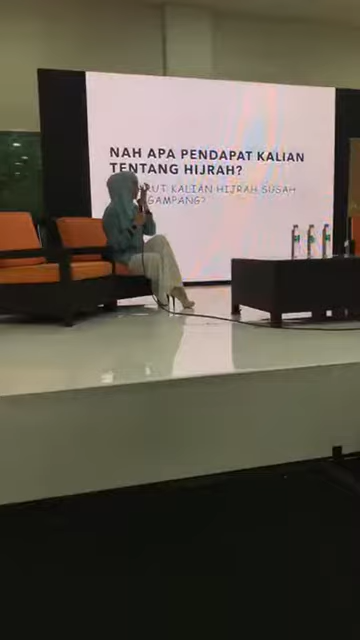 NAH APA PENDAPAT KALIAN
TENTANG HIJRAH?
KALIAN HIJRAH SUSAH
GAMPANG?